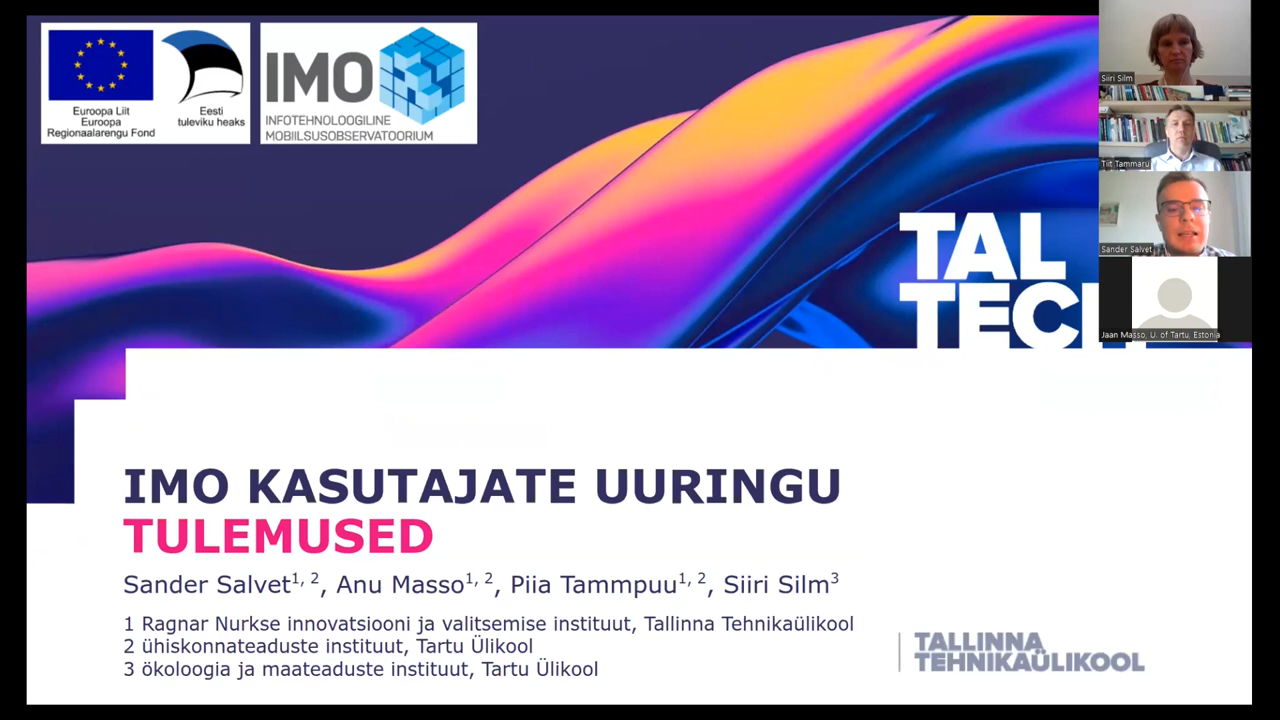 Euroopa Liit
Euroopa
Regionaalarengu Fond
Eesti
tuleviku heaks
IMO
INFOTEHNOLOOGILINE
MOBIILSUSOBSERVATOORIUM
TAL
TECH
Siiri Silm
Tiit Tammaru
Sander Salvet
Jaan Masso, U. of Tartu, Estonia
IMO KASUTAJATE UURINGU
TULEMUSED
Sander Salvet1, 2, Anu Masso1, 2, Piia Tammpuu1, 2, Siiri Silm3
1 Ragnar Nurkse innovatsiooni ja valitsemise instituut, Tallinna Tehnikaülikool
2 ühiskonnateaduste instituut, Tartu Ülikool
3 ökoloogia ja maateaduste instituut, Tartu Ülikool
TALLINNA
TEHNIKAÜLIKOOL